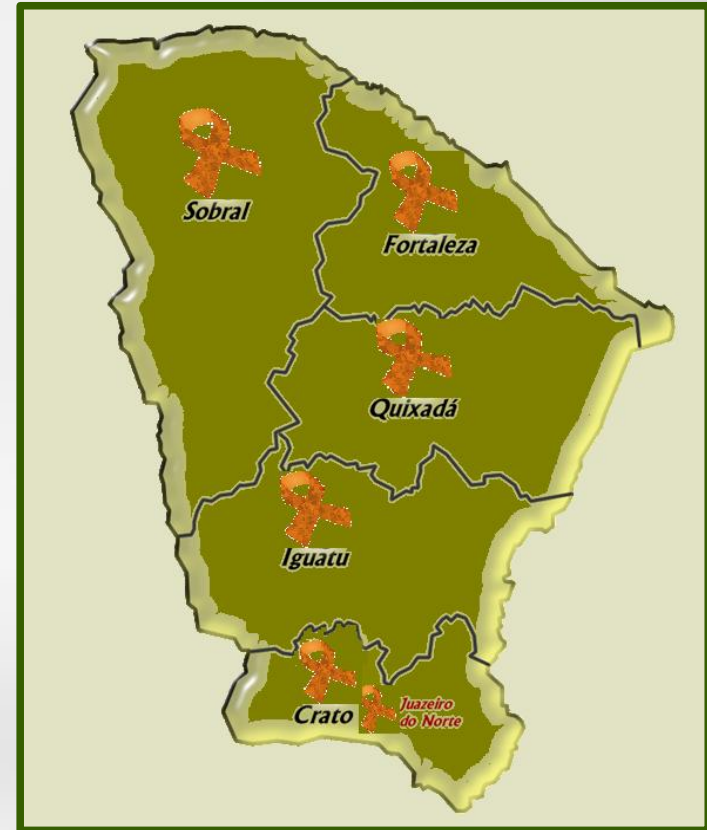 Sobral
Fortaleza
Quixadá
Iguatu
Crato
Juazeiro
do Norte